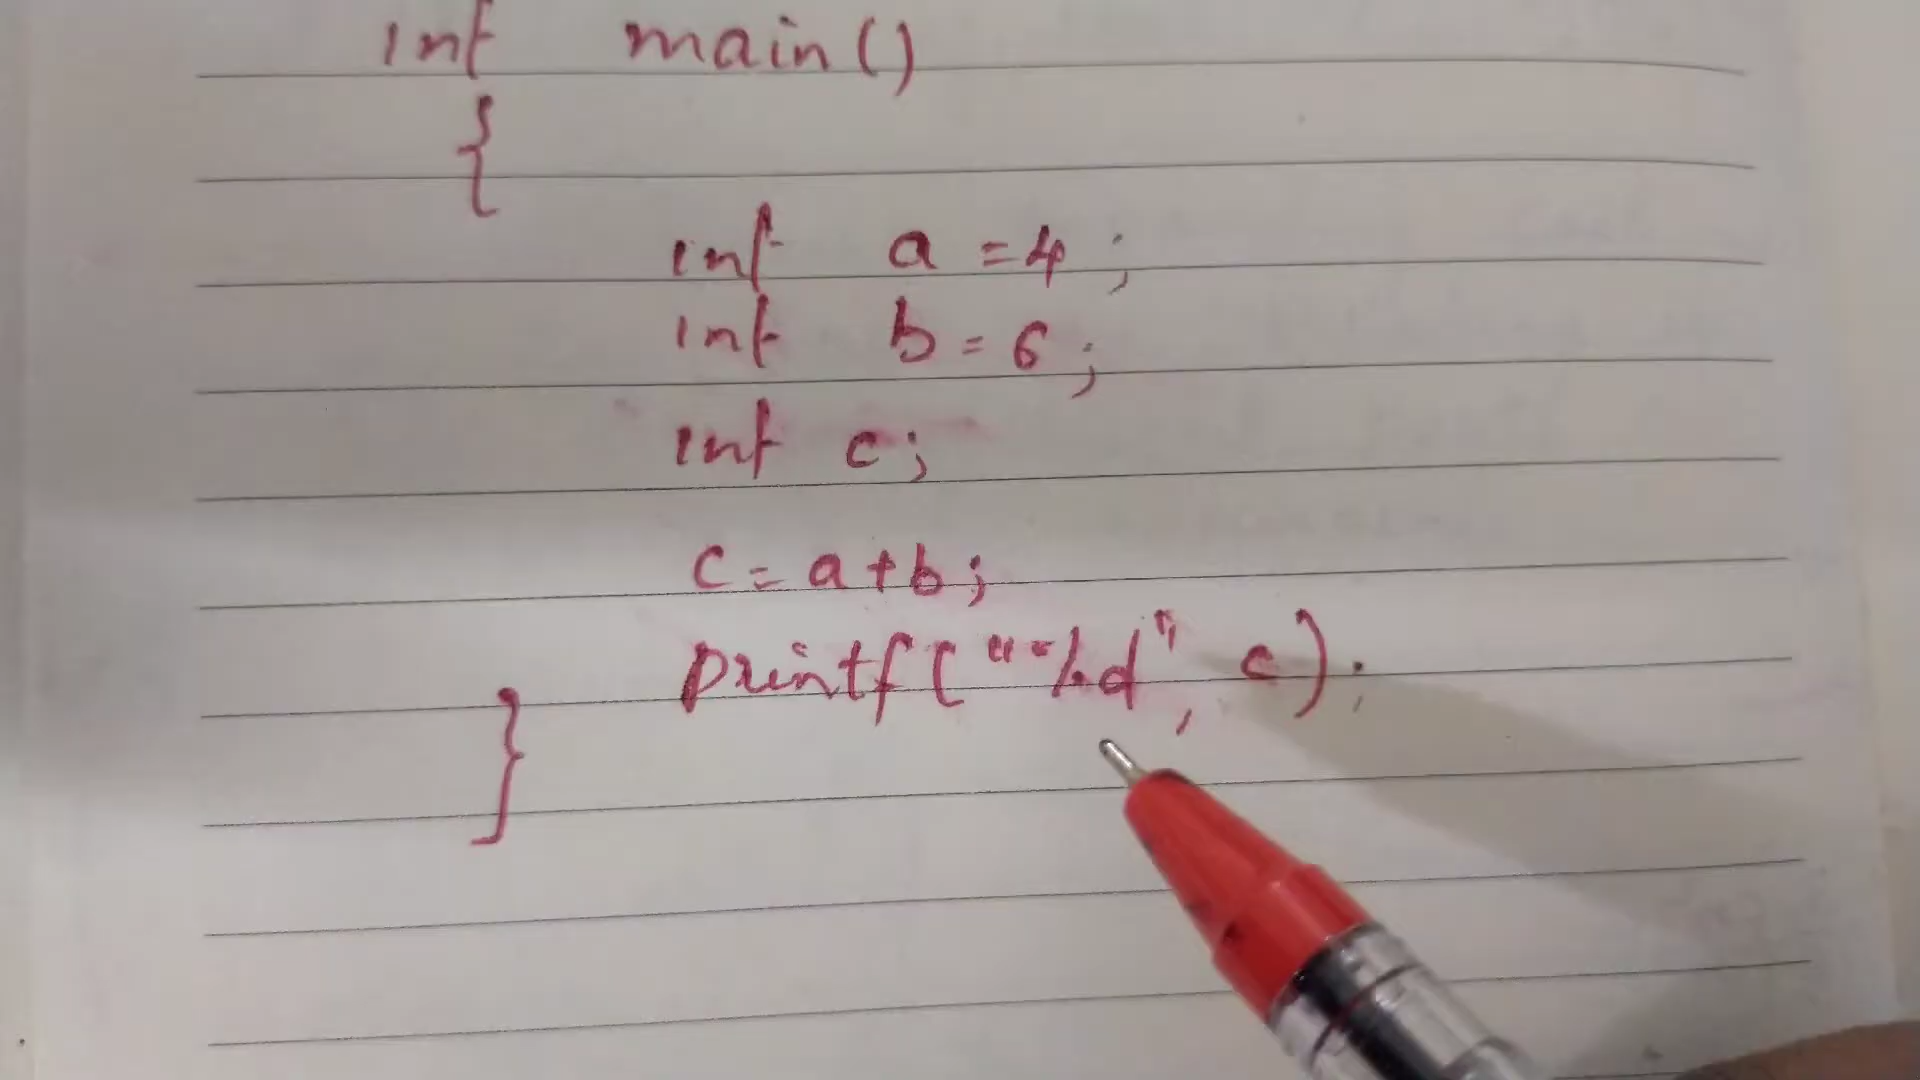 int main()
{
int a = 4;
int b = 6;
int c;
c = a + b;
printf("%d", c);
}